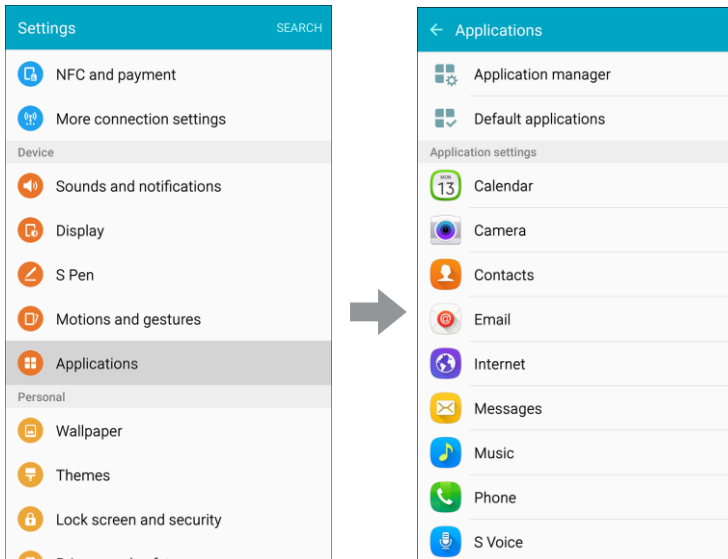 Settings
SEARCH
NFC and payment
More connection settings
Device
Sounds and notifications
Display
S Pen
Motions and gestures
Applications
Personal
Wallpaper
Themes
Lock screen and security
Applications
Application manager
Default applications
Application settings
MON
13
Calendar
Camera
Contacts
@
Email
Internet
Messages
Music
Phone
S Voice